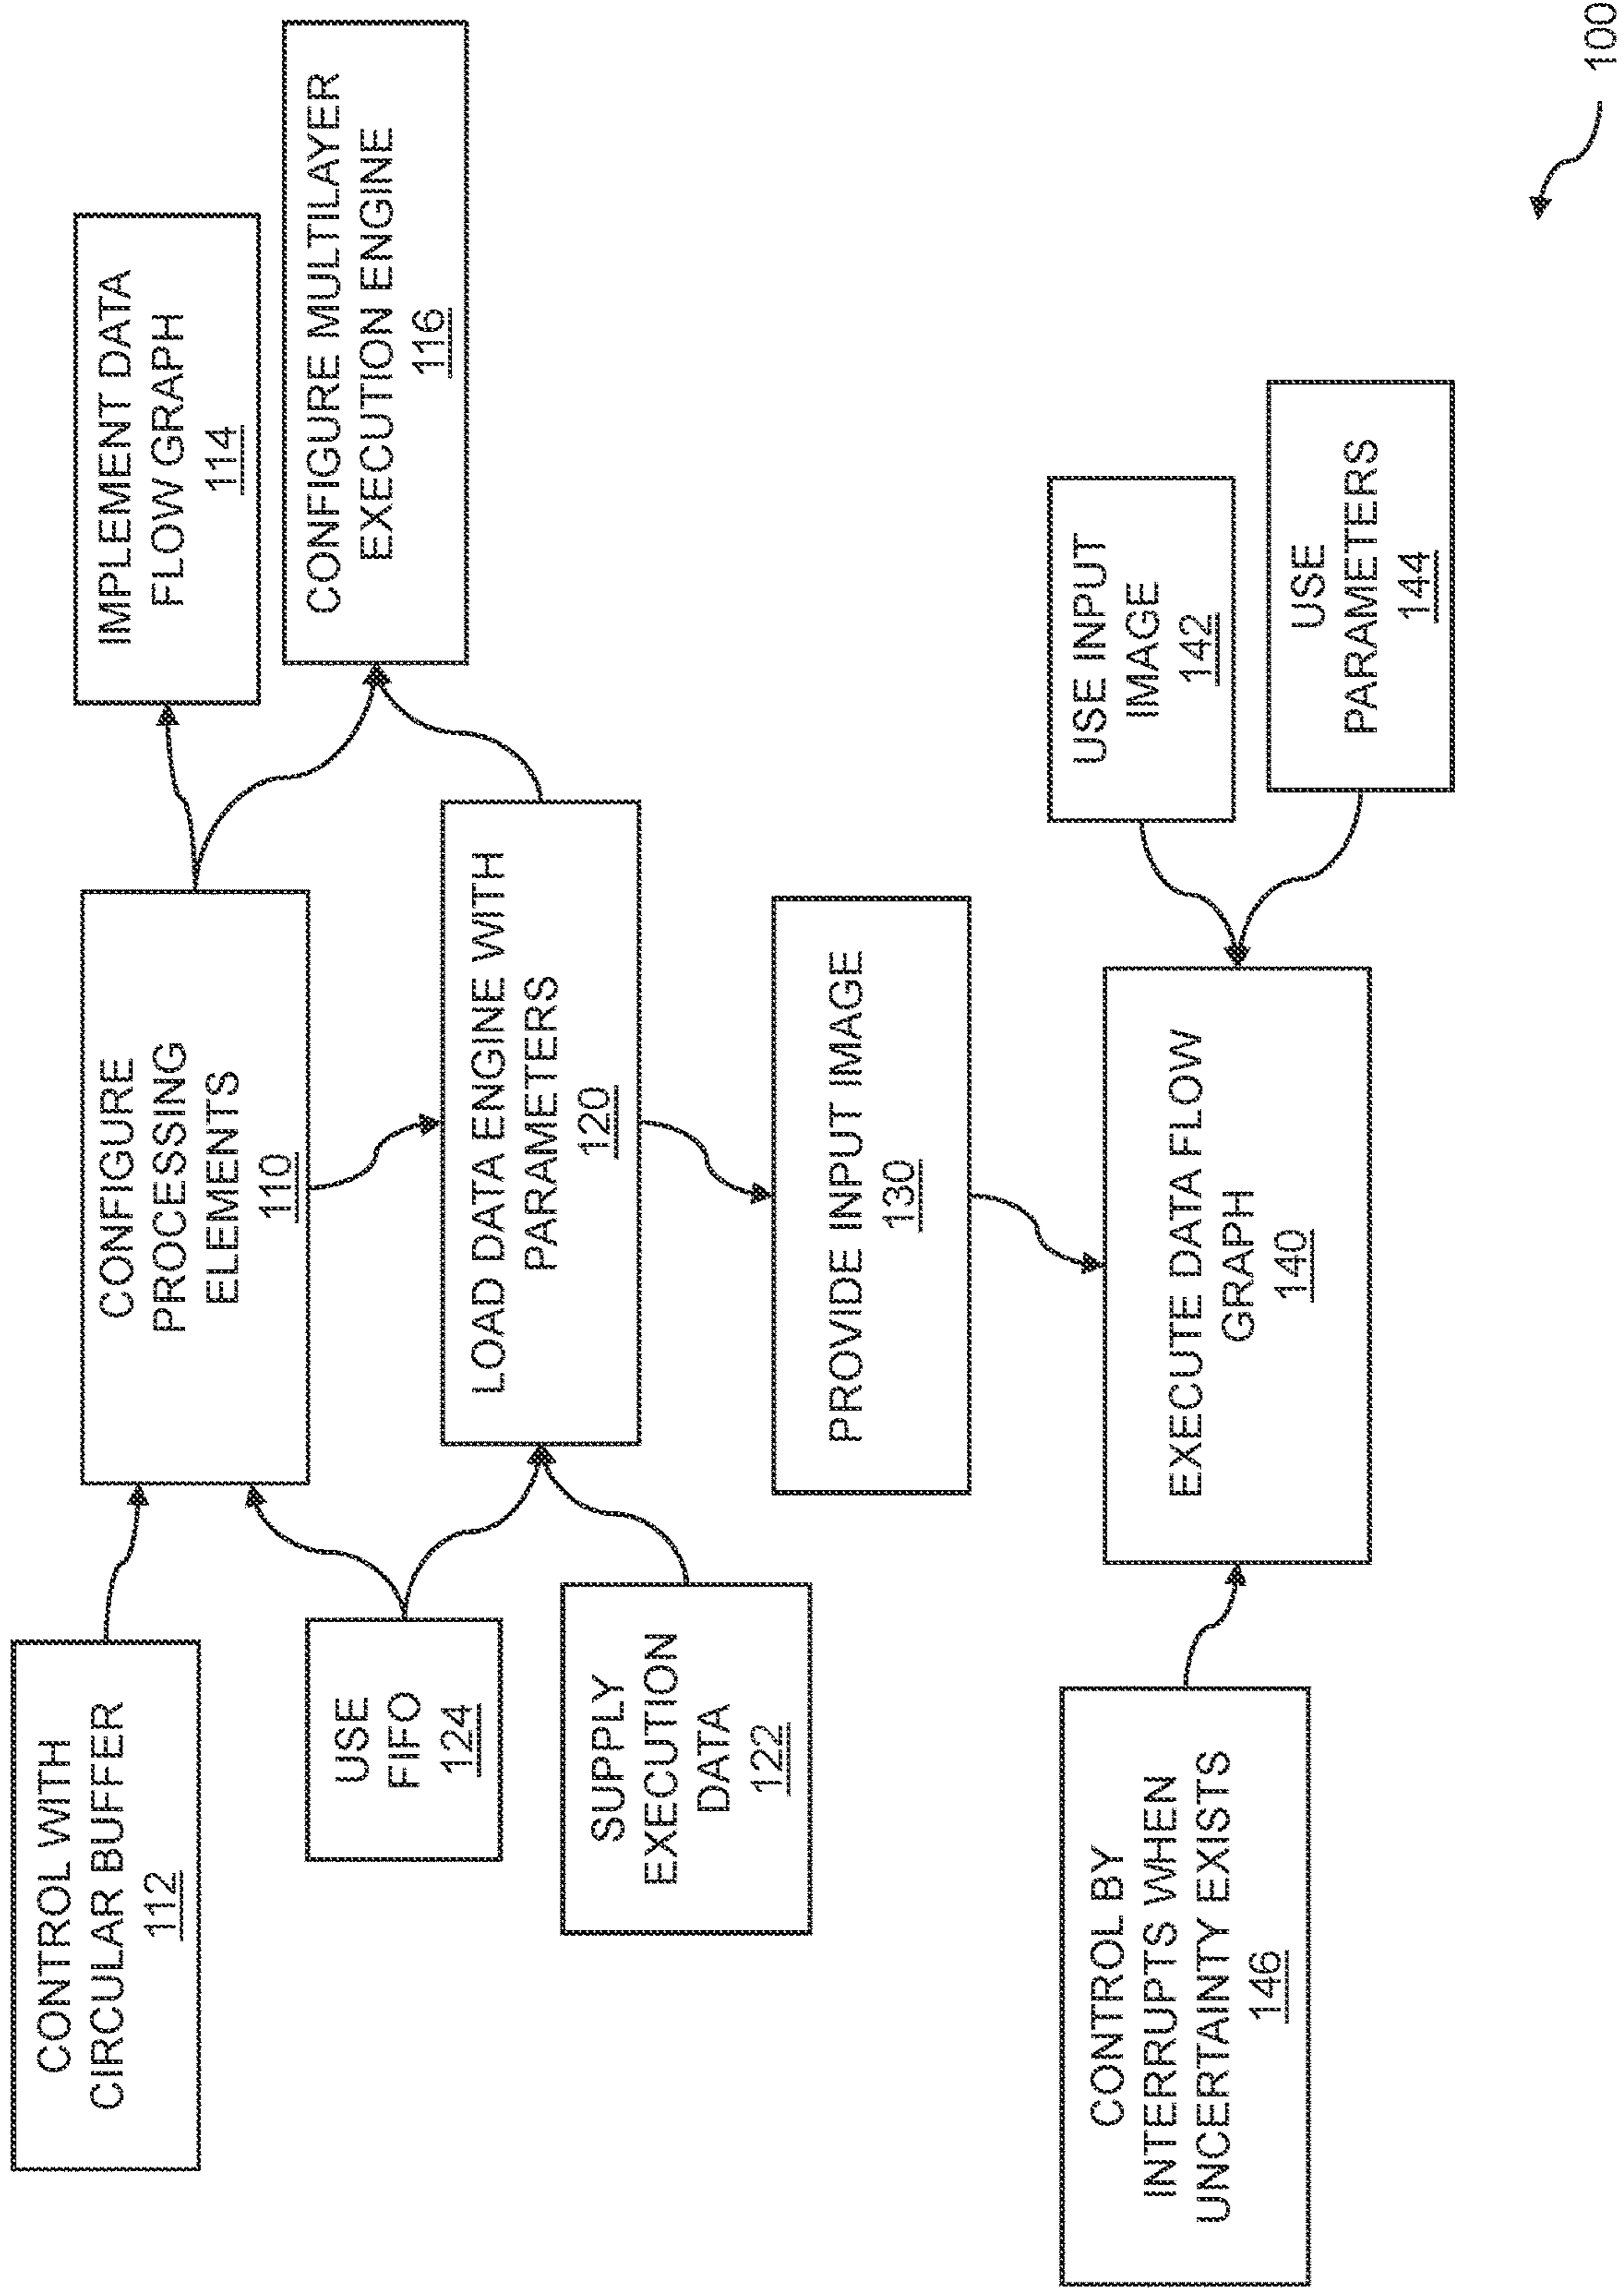 CONTROL WITH
CIRCULAR BUFFER
112
CONFIGURE
PROCESSING
ELEMENTS
110
IMPLEMENT DATA
FLOW GRAPH
114
USE
FIFO
124
CONFIGURE MULTILAYER
EXECUTION ENGINE
116
LOAD DATA ENGINE WITH
PARAMETERS
120
SUPPLY
EXECUTION
DATA
122
PROVIDE INPUT IMAGE
130
USE INPUT
IMAGE
142
CONTROL BY
INTERRUPTS WHEN
UNCERTAINTY EXISTS
146
EXECUTE DATA FLOW
GRAPH
140
USE
PARAMETERS
144
100